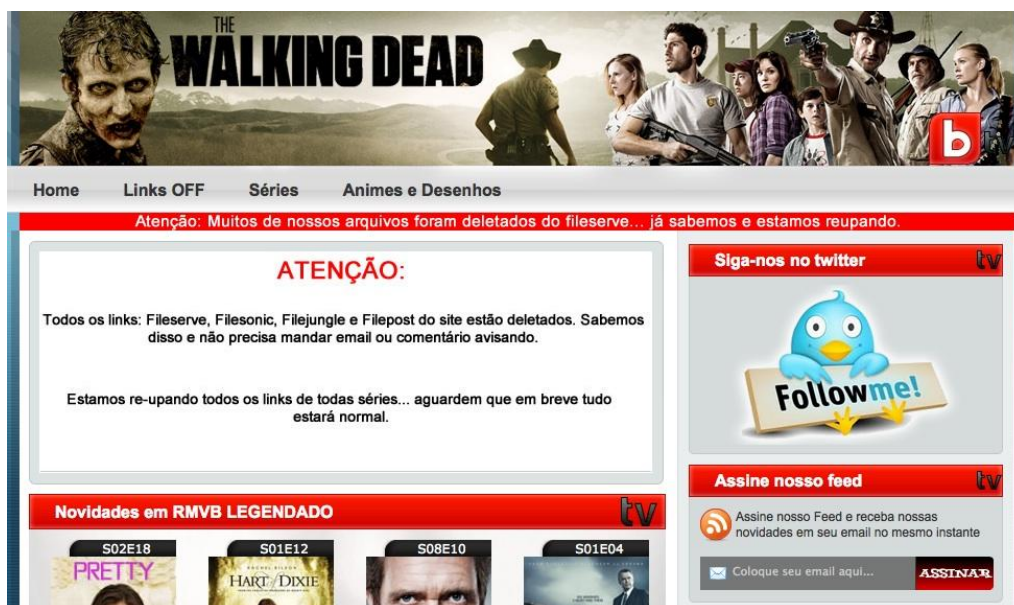 THE
WALKING DEAD
b
tv
Home Links OFF Séries Animes e Desenhos
Atenção: Muitos de nossos arquivos foram deletados do fileserve... já sabemos e estamos reupando.
ATENÇÃO:
Todos os links: Fileserve, Filesonic, Filejungle e Filepost do site estão deletados. Sabemos
disso e não precisa mandar email ou comentário avisando.
Estamos re-upando todos os links de todas séries... aguardem que em breve tudo
estará normal.
Siga-nos no twitter tv
Followme!
Assine nosso feed tv
Assine nosso Feed e receba nossas
novidades em seu email no mesmo instante
Coloque seu email aqui... ASSINAR
Novidades em RMVB LEGENDADO tv
S02E18 S01E12 S08E10 S01E04
PRETTY
RACHEL BILSON
HART of DIXIE